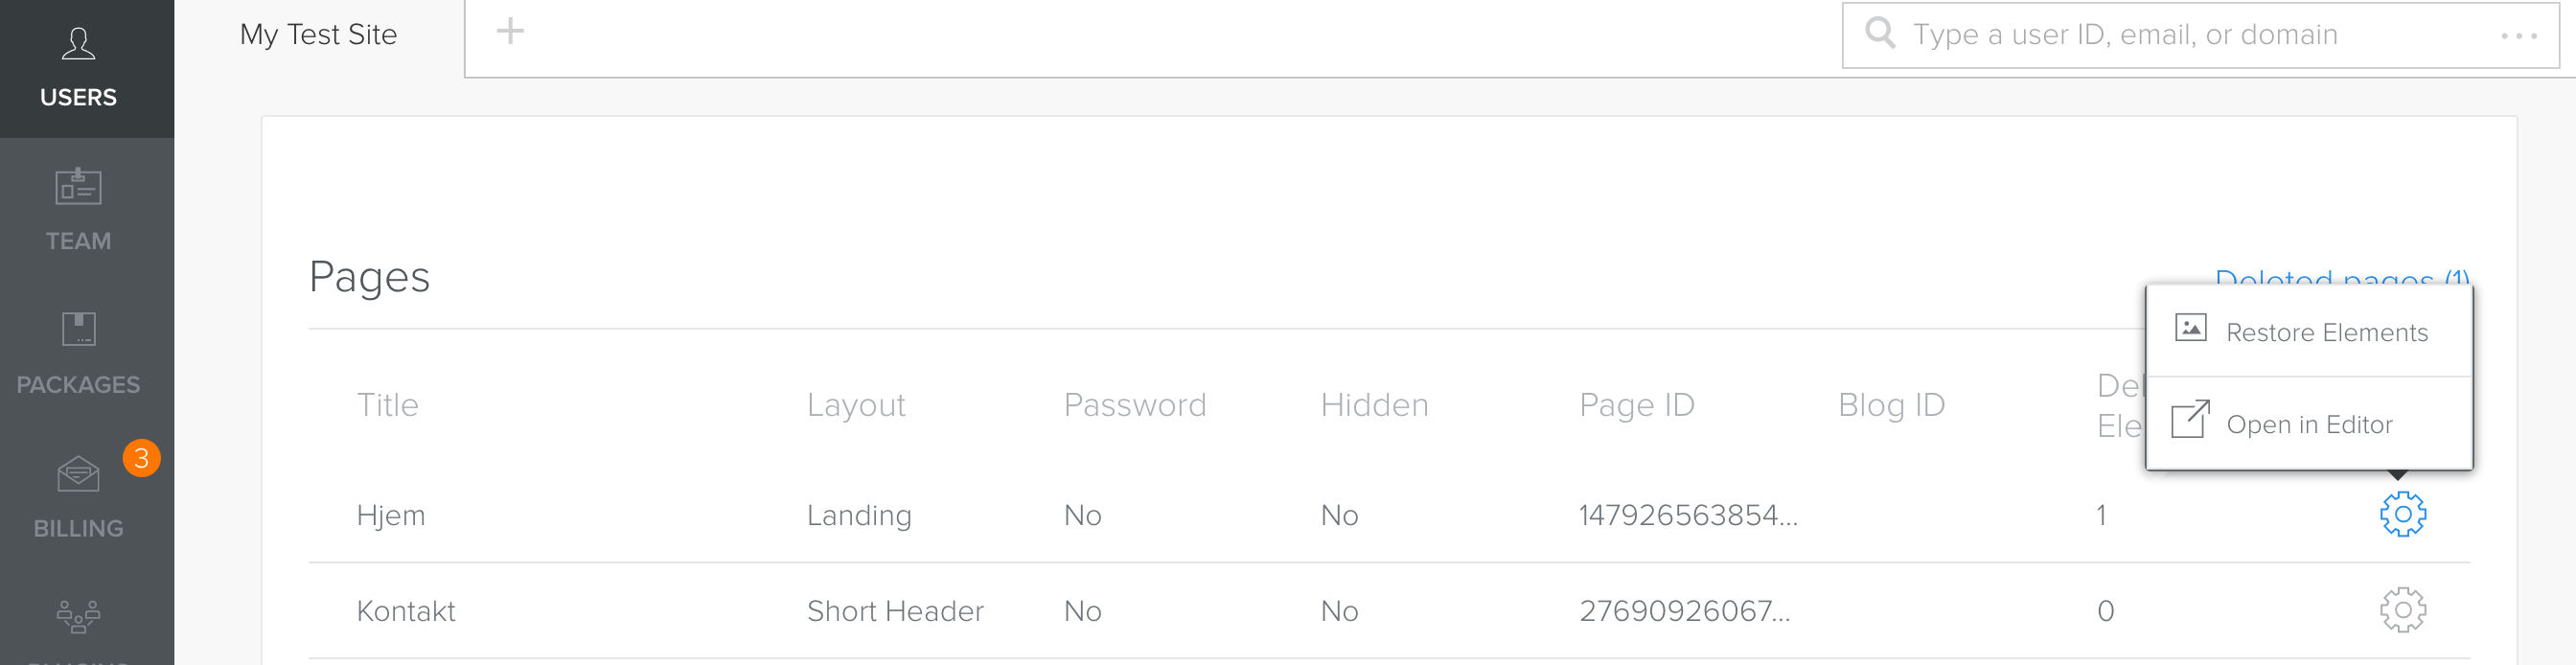 USERS
TEAM
PACKAGES
3
BILLING
My Test Site
Type a user ID, email, or domain
Pages
Deleted pages (1)
Restore Elements
Open in Editor
Title Layout Password Hidden Page ID Blog ID
Hjem Landing No No 147926563854... 1
Kontakt Short Header No No 27690926067... 0